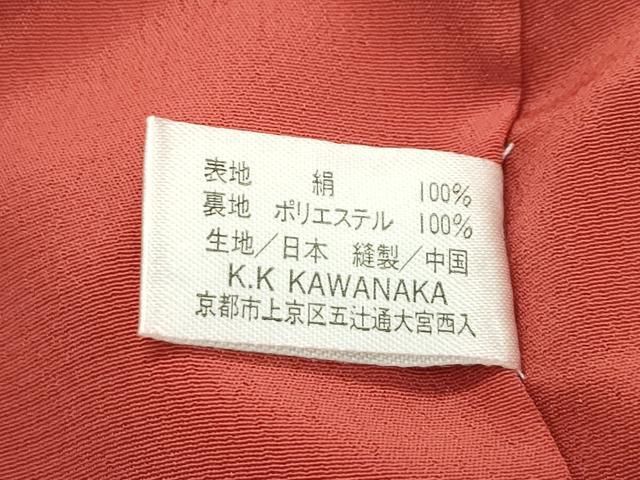 表地 絹 100%
裏地 ポリエステル 100%
生地／日本 縫製／中国
K.K KAWANAKA
京都市上京区五辻通大宮西入